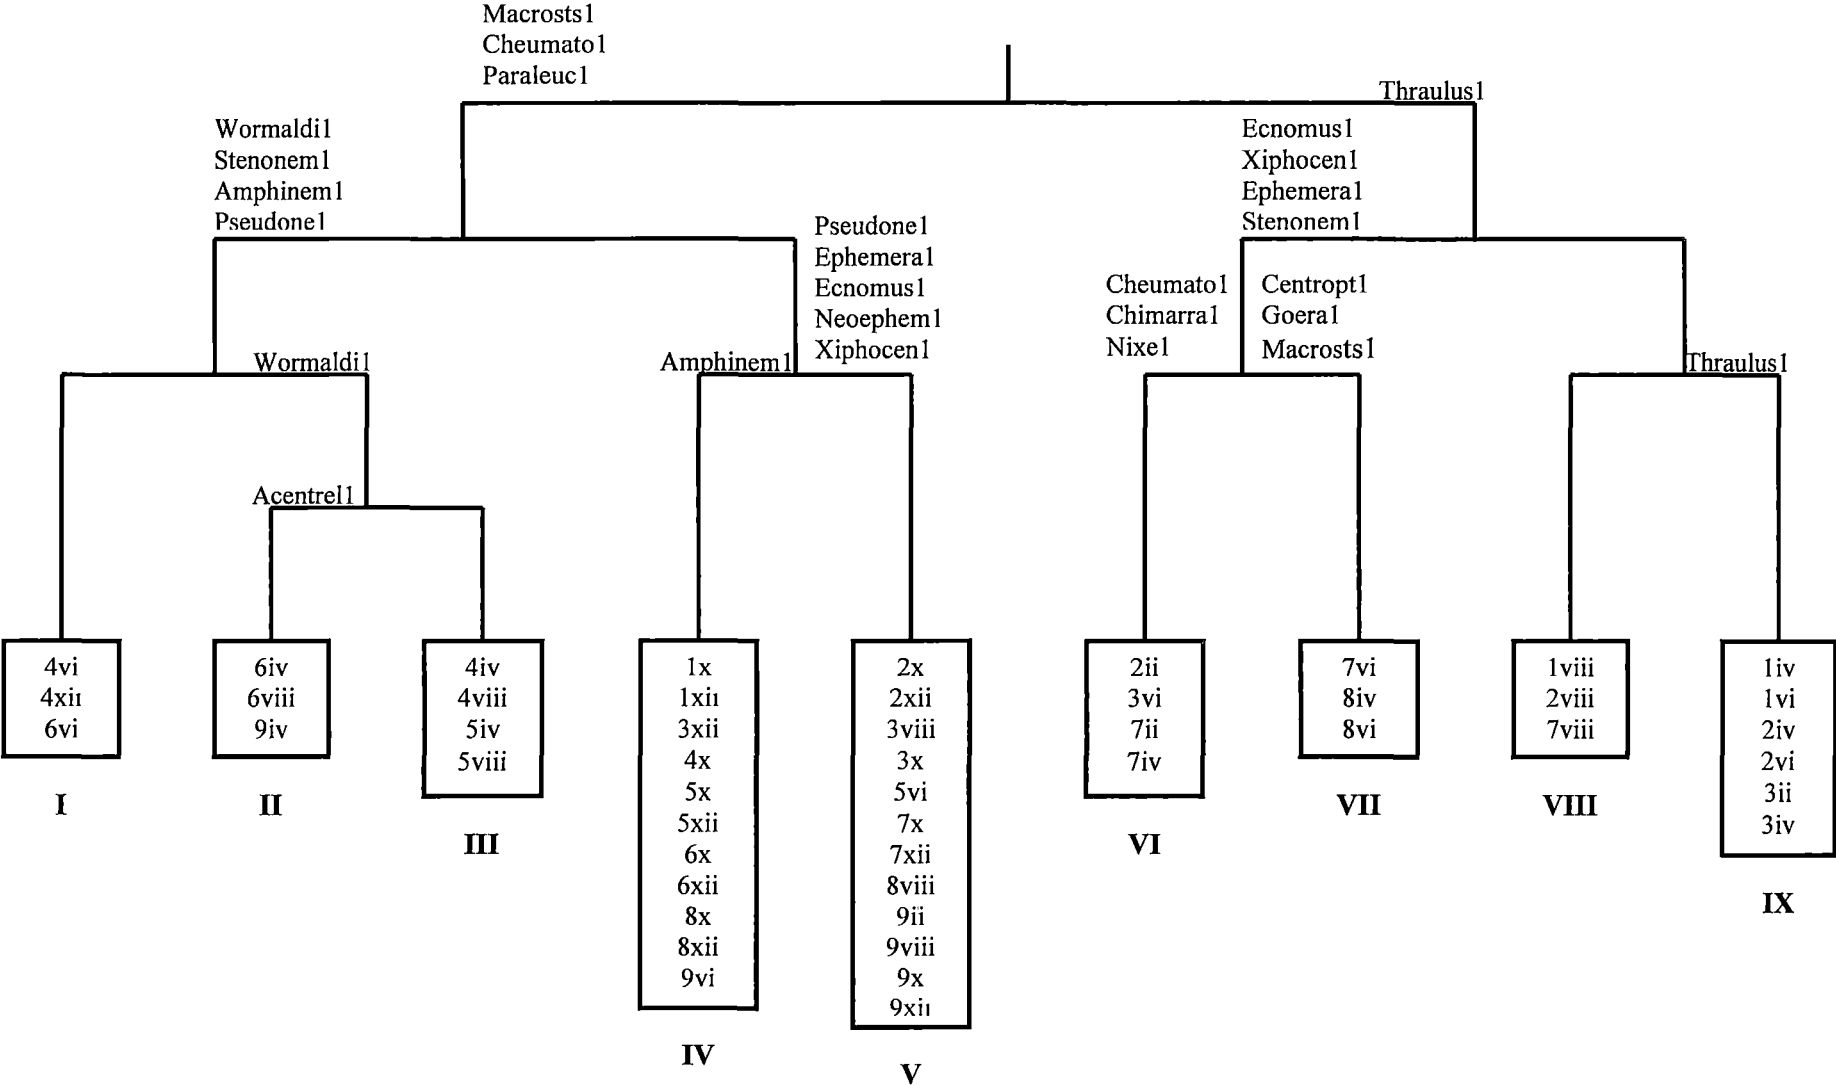 Macrosts1
Cheumato1
Paraleuc1
Thraulus1
Wormaldi1
Stenonem1
Amphinem1
Pseudone1
Ecnomus1
Xiphocen1
Ephemera1
Stenonem1
Pseudone1
Ephemera1
Ecnomus1
Neoephem1
Xiphocen1
Cheumato1
Chimarra1
Nixe1
Centropt1
Goera1
Macrosts1
Wormaldi1
Amphinem1
Thraulus1
Acentrel1
4vi
4xii
6vi
I
6iv
6viii
9iv
II
4iv
4viii
5iv
5viii
III
1x
1xii
3xii
4x
5x
5xii
6x
6xii
8x
8xii
9vi
IV
2x
2xii
3viii
3x
5vi
7x
7xii
8viii
9ii
9viii
9x
9xii
V
2ii
3vi
7ii
7iv
VI
7vi
8iv
8vi
VII
1viii
2viii
7viii
VIII
1iv
1vi
2iv
2vi
3ii
3iv
IX